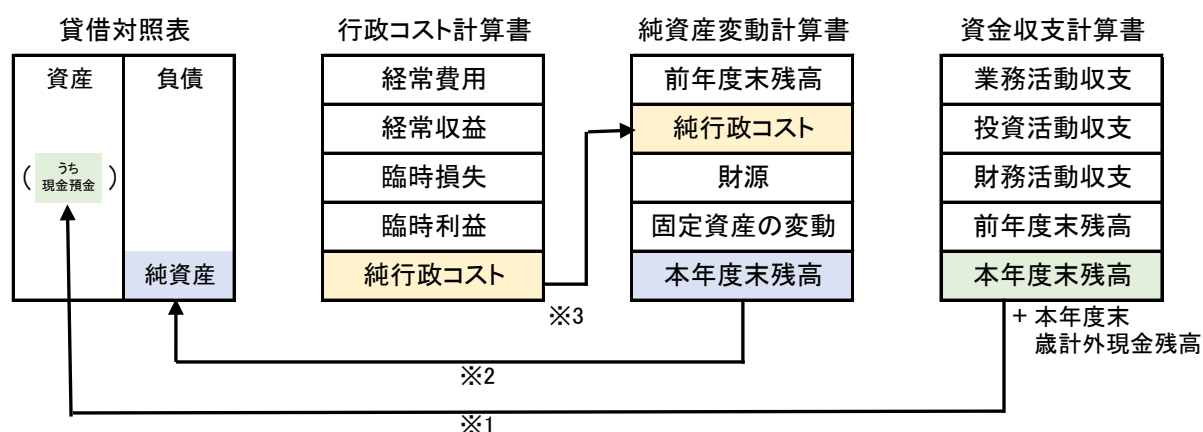 貸借対照表
資産
負債
(うち
現金預金)
純資産
行政コスト計算書
経常費用
経常収益
臨時損失
臨時利益
純行政コスト
純資産変動計算書
前年度末残高
純行政コスト
財源
固定資産の変動
本年度末残高
資金収支計算書
業務活動収支
投資活動収支
財務活動収支
前年度末残高
本年度末残高
+ 本年度末
歳計外現金残高
※3
※2
※1